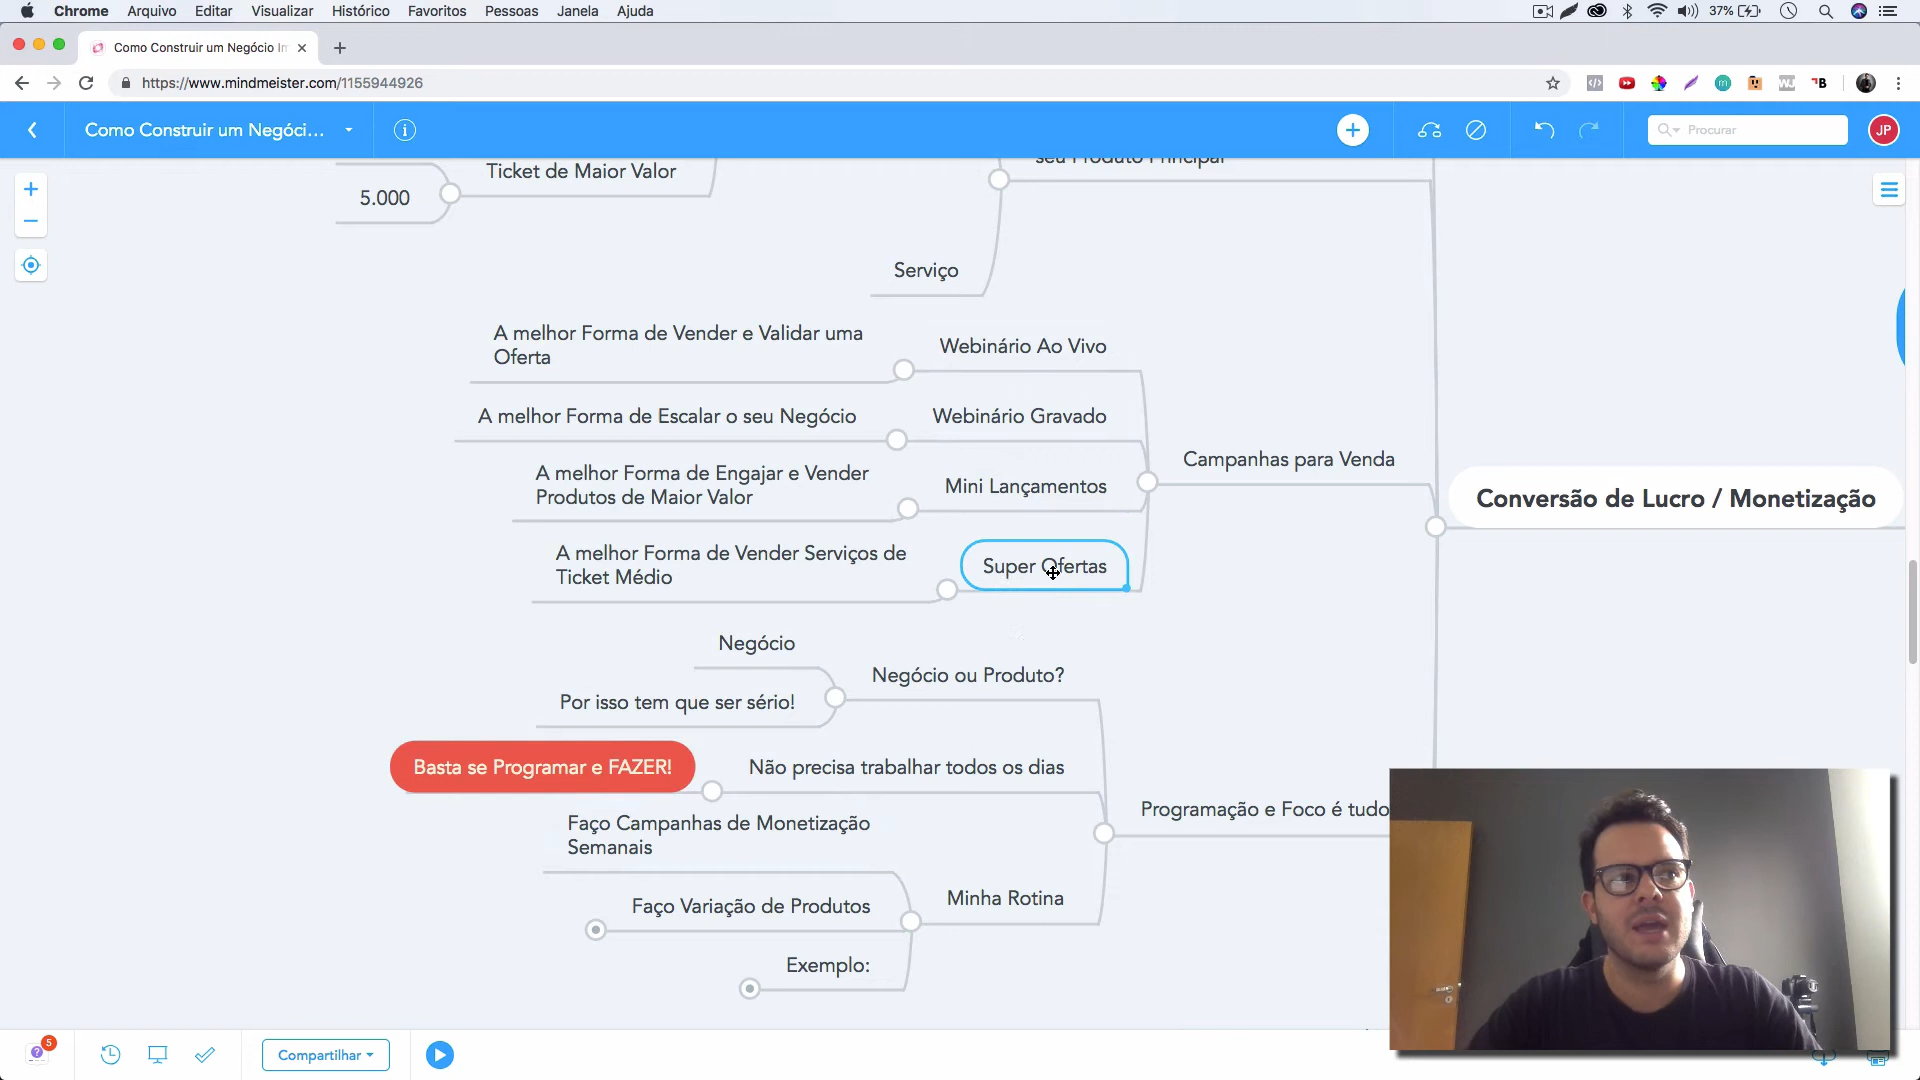 Chrome Arquivo Editar Visualizar Histórico Favoritos Pessoas Janela Ajuda 37%
Como Construir um Negócio
https://www.mindmeister.com/1155944926
Como Construir um Negóci...
Procurar
JP
Ticket de Maior Valor
5.000
seu Produto Principal
Serviço
A melhor Forma de Vender e Validar uma
Oferta
Webinário Ao Vivo
A melhor Forma de Escalar o seu Negócio
Webinário Gravado
A melhor Forma de Engajar e Vender
Produtos de Maior Valor
Mini Lançamentos
Campanhas para Venda
Conversão de Lucro / Monetização
A melhor Forma de Vender Serviços de
Ticket Médio
Super Ofertas
Negócio
Por isso tem que ser sério!
Negócio ou Produto?
Basta se Programar e FAZER!
Não precisa trabalhar todos os dias
Programação e Foco é tudo
Faço Campanhas de Monetização
Semanais
Faço Variação de Produtos
Minha Rotina
Exemplo:
5
Compartilhar